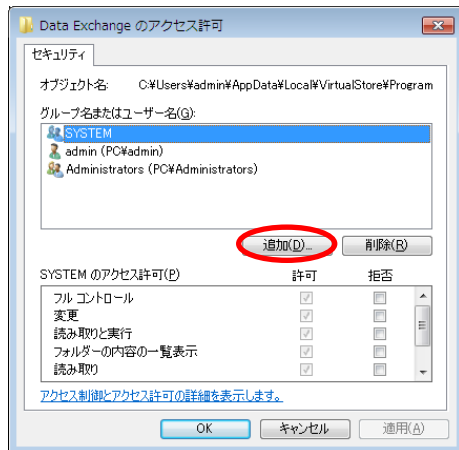 Data Exchange のアクセス許可
セキュリティ
オブジェクト名: C:¥Users¥admin¥AppData¥Local¥VirtualStore¥Program
グループ名またはユーザー名(G):
SYSTEM
admin (PC¥admin)
Administrators (PC¥Administrators)
追加(D)... 削除(R)
SYSTEM のアクセス許可(P) 許可 拒否
フル コントロール
変更
読み取りと実行
フォルダーの内容の一覧表示
読み取り
アクセス制御とアクセス許可の詳細を表示します。
OK キャンセル 適用(A)